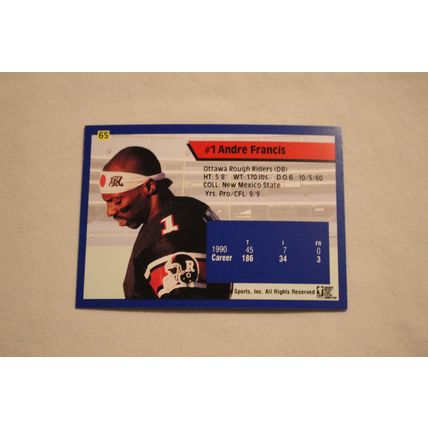 65
#1 Andre Francis
Ottawa Rough Riders (DB)
HT: 5 8 WT: 170 lbs. D O B: 10/5/60
COLL: New Mexico State
Yrs. Pro/CFL 9/9
風
1
R
T I FR
1990 45 7 0
Career 186 34 3
Sports, Inc. All Rights Reserved